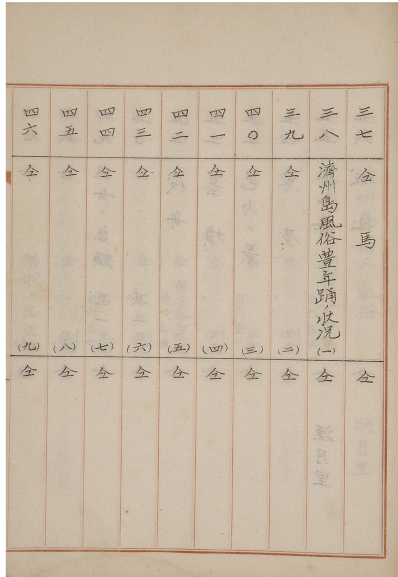 三七 仝 馬 仝
三八 濟州島風俗豊年踊ノ狀况(一) 仝
三九 仝 (二) 仝
四〇 仝 (三) 仝
四一 仝 (四) 仝
四二 仝 (五) 仝
四三 仝 (六) 仝
四四 仝 (七) 仝
四五 仝 (八) 仝
四六 仝 (九) 仝